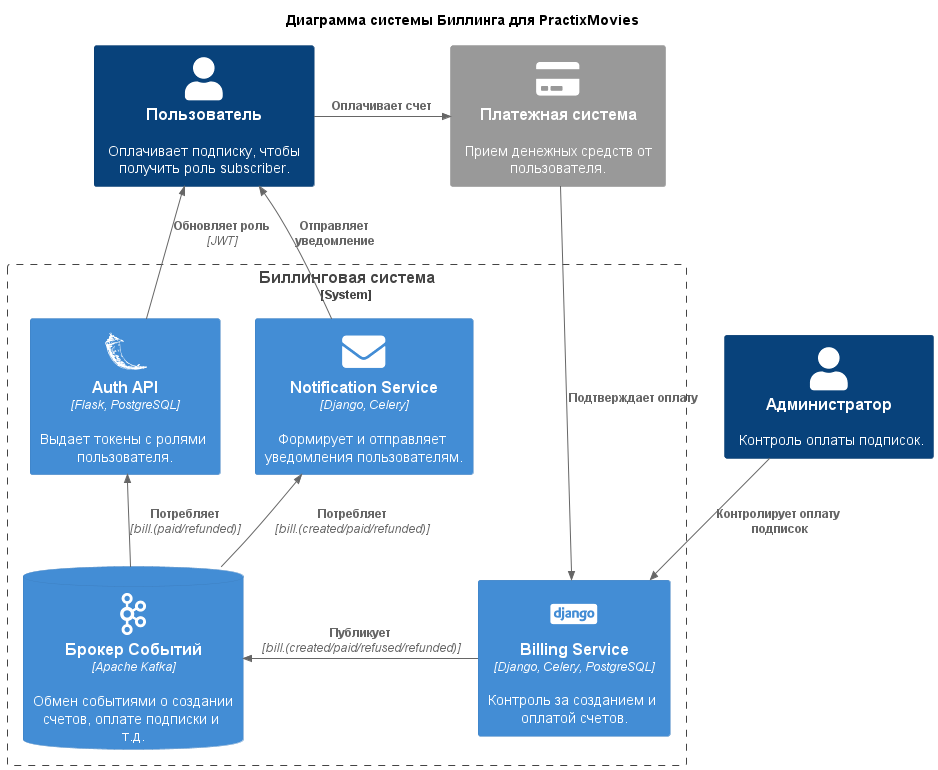 Диаграмма системы Биллинга для PractixMovies
Пользователь
Оплачивает подписку, чтобы
получить роль subscriber.
Оплачивает счет
Платежная система
Прием денежных средств от
пользователя.
Обновляет роль
[JWT]
Отправляет
уведомление
Биллинговая система
[System]
Auth API
[Flask, PostgreSQL]
Выдает токены с ролями
пользователя.
Notification Service
[Django, Celery]
Формирует и отправляет
уведомления пользователям.
Подтверждает оплату
Администратор
Контроль оплаты подписок.
Потребляет
[bill.(paid/refunded)]
Потребляет
[bill.(created/paid/refunded)]
Контролирует оплату
подписок
Брокер Событий
[Apache Kafka]
Обмен событиями о создании
счетов, оплате подписки и
т.д.
Публикует
[bill.(created/paid/refused/refunded)]
django
Billing Service
[Django, Celery, PostgreSQL]
Контроль за созданием и
оплатой счетов.